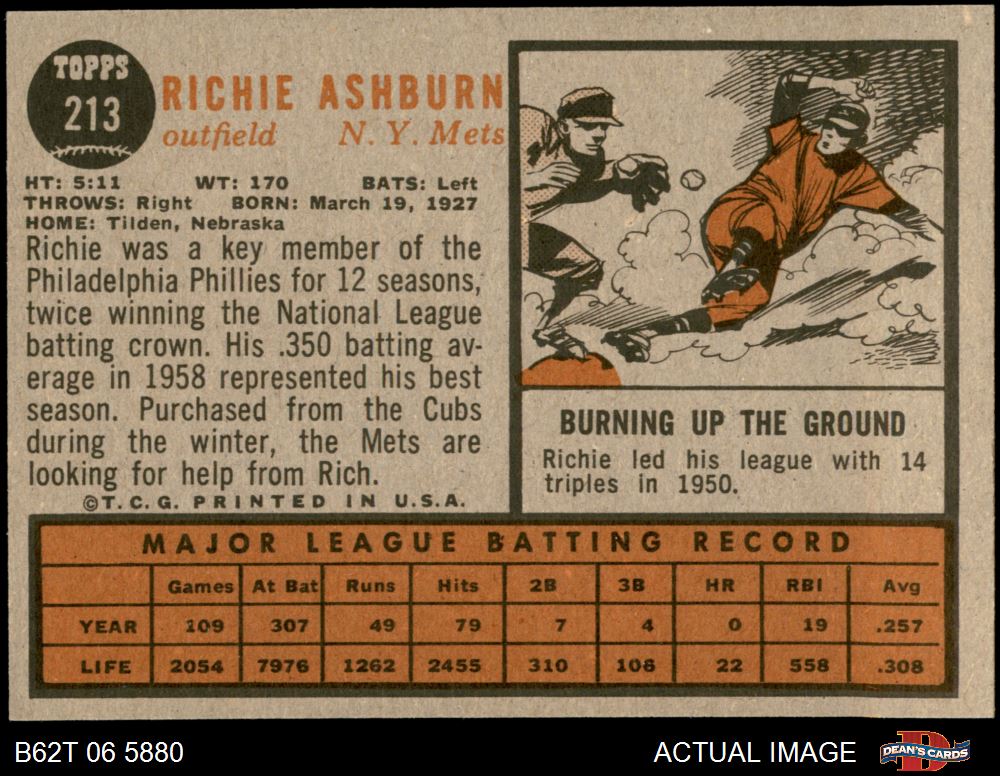 TOPPS
213
RICHIE ASHBURN
outfield N. Y. Mets
HT: 5:11 WT: 170 BATS: Left
THROWS: Right BORN: March 19, 1927
HOME: Tilden, Nebraska
Richie was a key member of the
Philadelphia Phillies for 12 seasons,
twice winning the National League
batting crown. His .350 batting av-
erage in 1958 represented his best
season. Purchased from the Cubs
during the winter, the Mets are
looking for help from Rich.
©T. C. G. PRINTED IN U.S.A.
BURNING UP THE GROUND
Richie led his league with 14
triples in 1950.
MAJOR LEAGUE BATTING RECORD
Games At Bat Runs Hits 2B 3B HR RBI Avg
YEAR 109 307 49 79 7 4 0 19 .257
LIFE 2054 7976 1262 2455 310 108 22 558 .308
B62T 06 5880
ACTUAL IMAGE
DEAN'S CARDS